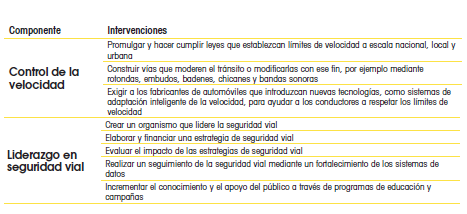 Componente Intervenciones
Promulgar y hacer cumplir leyes que establezcan límites de velocidad a escala nacional, local y
urbana
Control de la
velocidad
Construir vías que moderen el tránsito o modificarlas con ese fin, por ejemplo mediante
rotondas, embudos, badenes, chicanes y bandas sonoras
Exigir a los fabricantes de automóviles que introduzcan nuevas tecnologías, como sistemas de
adaptación inteligente de la velocidad, para ayudar a los conductores a respetar los límites de
velocidad
Liderazgo en
seguridad vial
Crear un organismo que lidere la seguridad vial
Elaborar y financiar una estrategia de seguridad vial
Evaluar el impacto de las estrategias de seguridad vial
Realizar un seguimiento de la seguridad vial mediante un fortalecimiento de los sistemas de
datos
Incrementar el conocimiento y el apoyo del público a través de programas de educación y
campañas